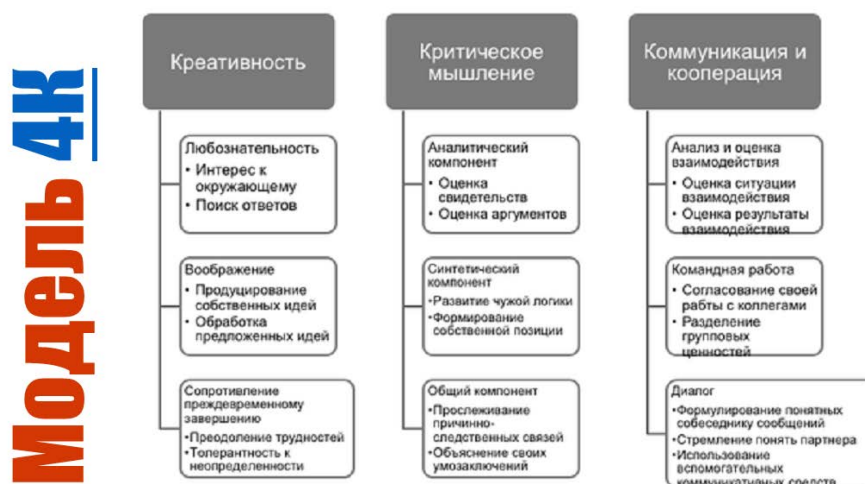 Модель 4К
Креативность
Любознательность
• Интерес к
окружающему
• Поиск ответов
Воображение
• Продуцирование
собственных идей
• Обработка
предложенных идей
Сопротивление
преждевременному
завершению
•Преодоление трудностей
•Толерантность к
неопределенности
Критическое
мышление
Аналитический
компонент
• Оценка
свидетельств
• Оценка аргументов
Синтетический
компонент
•Развитие чужой логики
•Формирование
собственной позиции
Общий компонент
•Прослеживание
причинно-
следственных связей
•Объяснение своих
умозаключений
Коммуникация и
кооперация
Анализ и оценка
взаимодействия
• Оценка ситуации
взаимодействия
• Оценка результаты
взаимодействия
Командная работа
• Согласование своей
рабты с коллегами
• Разделение
групповых
ценностей
Диалог
•Формулирование понятных
собеседнику сообщений
•Стремление понять партнера
•Использование
вспомогательных
коммуникативных средств